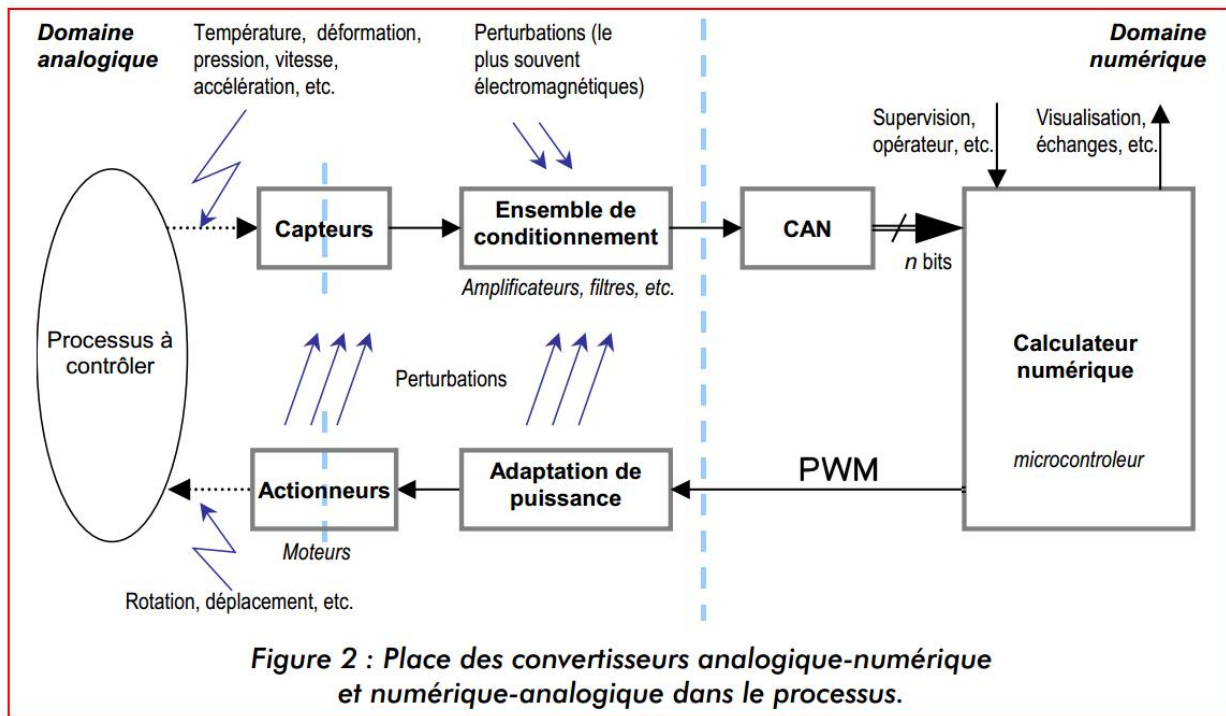 Domaine
analogique
Température, déformation,
pression, vitesse,
accélération, etc.
Perturbations (le
plus souvent
électromagnétiques)
Domaine
numérique
Supervision,
opérateur, etc.
Visualisation,
échanges, etc.
Capteurs
Ensemble de
conditionnement
CAN
n bits
Amplificateurs, filtres, etc.
Processus à
contrôler
Perturbations
Calculateur
numérique
microcontroleur
Actionneurs
Adaptation de
puissance
PWM
Moteurs
Rotation, déplacement, etc.
Figure 2 : Place des convertisseurs analogique-numérique
et numérique-analogique dans le processus.